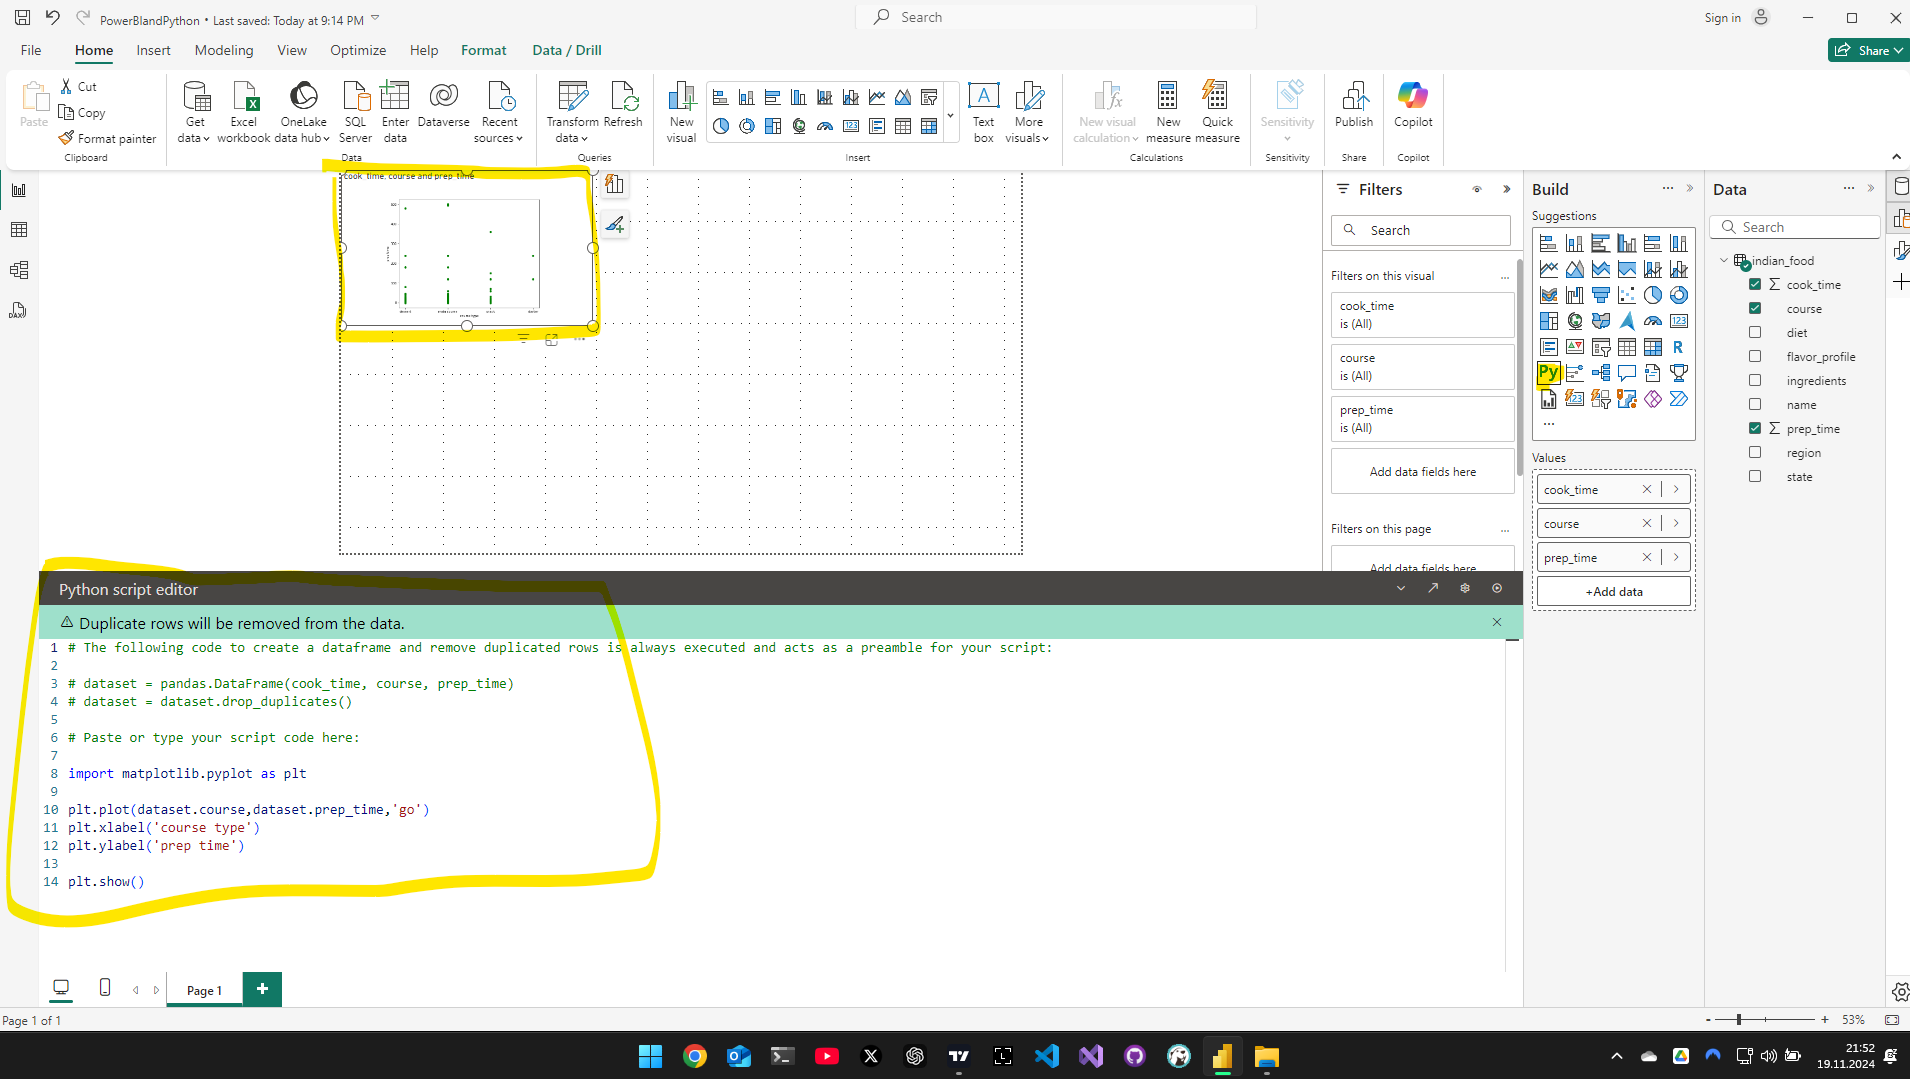 PowerBIandPython • Last saved: Today at 9:14 PM
Search
Sign in
File
Home
Insert
Modeling
View
Optimize
Help
Format
Data / Drill
Share
Paste
Cut
Copy
Format painter
Clipboard
Get data
Excel workbook
OneLake data hub
SQL Server
Enter data
Dataverse
Recent sources
Data
Transform data
Refresh
Queries
New visual
Text box
More visuals
Insert
New visual calculation
New measure
Quick measure
Calculations
Sensitivity
Sensitivity
Publish
Share
Copilot
Copilot
cook_time, course and prep_time
Filters
Search
Filters on this visual
...
cook_time
is (All)
course
is (All)
prep_time
is (All)
Add data fields here
Filters on this page
...
Add data fields here
Build
Suggestions
R
Py
123
...
Values
cook_time
course
prep_time
+Add data
Data
Search
indian_food
cook_time
course
diet
flavor_profile
ingredients
name
prep_time
region
state
Python script editor
Duplicate rows will be removed from the data.
1 # The following code to create a dataframe and remove duplicated rows is always executed and acts as a preamble for your script:
2
3 # dataset = pandas.DataFrame(cook_time, course, prep_time)
4 # dataset = dataset.drop_duplicates()
5
6 # Paste or type your script code here:
7
8 import matplotlib.pyplot as plt
9
10 plt.plot(dataset.course,dataset.prep_time,'go')
11 plt.xlabel('course type')
12 plt.ylabel('prep time')
13
14 plt.show()
Page 1
Page 1 of 1
- + 53%
21:52
19.11.2024